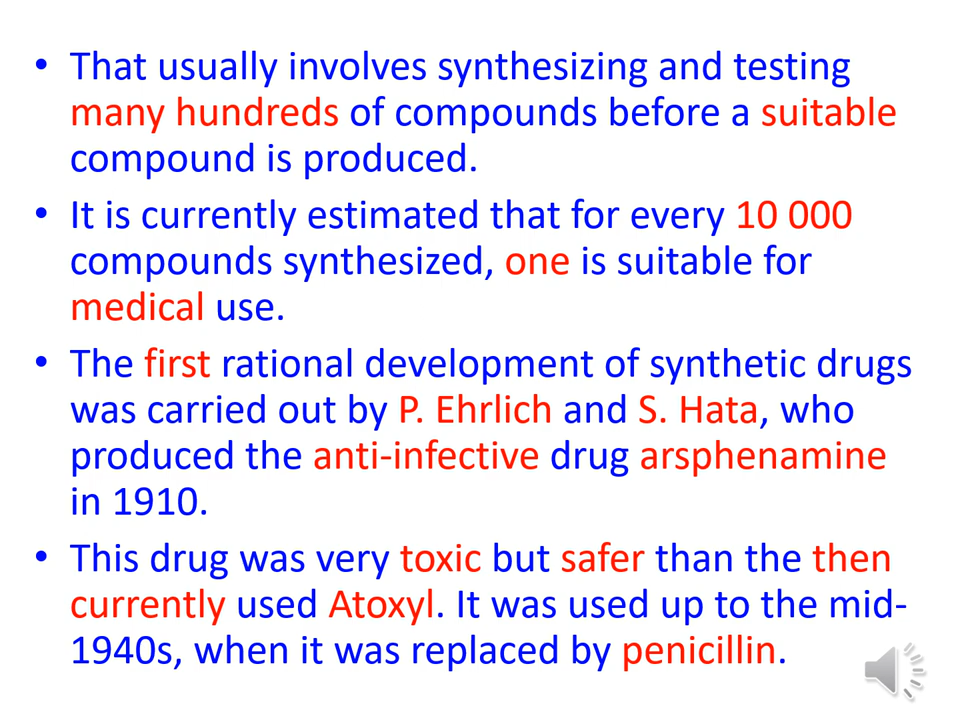 • That usually involves synthesizing and testing
many hundreds of compounds before a suitable
compound is produced.
• It is currently estimated that for every 10 000
compounds synthesized, one is suitable for
medical use.
• The first rational development of synthetic drugs
was carried out by P. Ehrlich and S. Hata, who
produced the anti-infective drug arsphenamine
in 1910.
• This drug was very toxic but safer than the then
currently used Atoxyl. It was used up to the mid-
1940s, when it was replaced by penicillin.